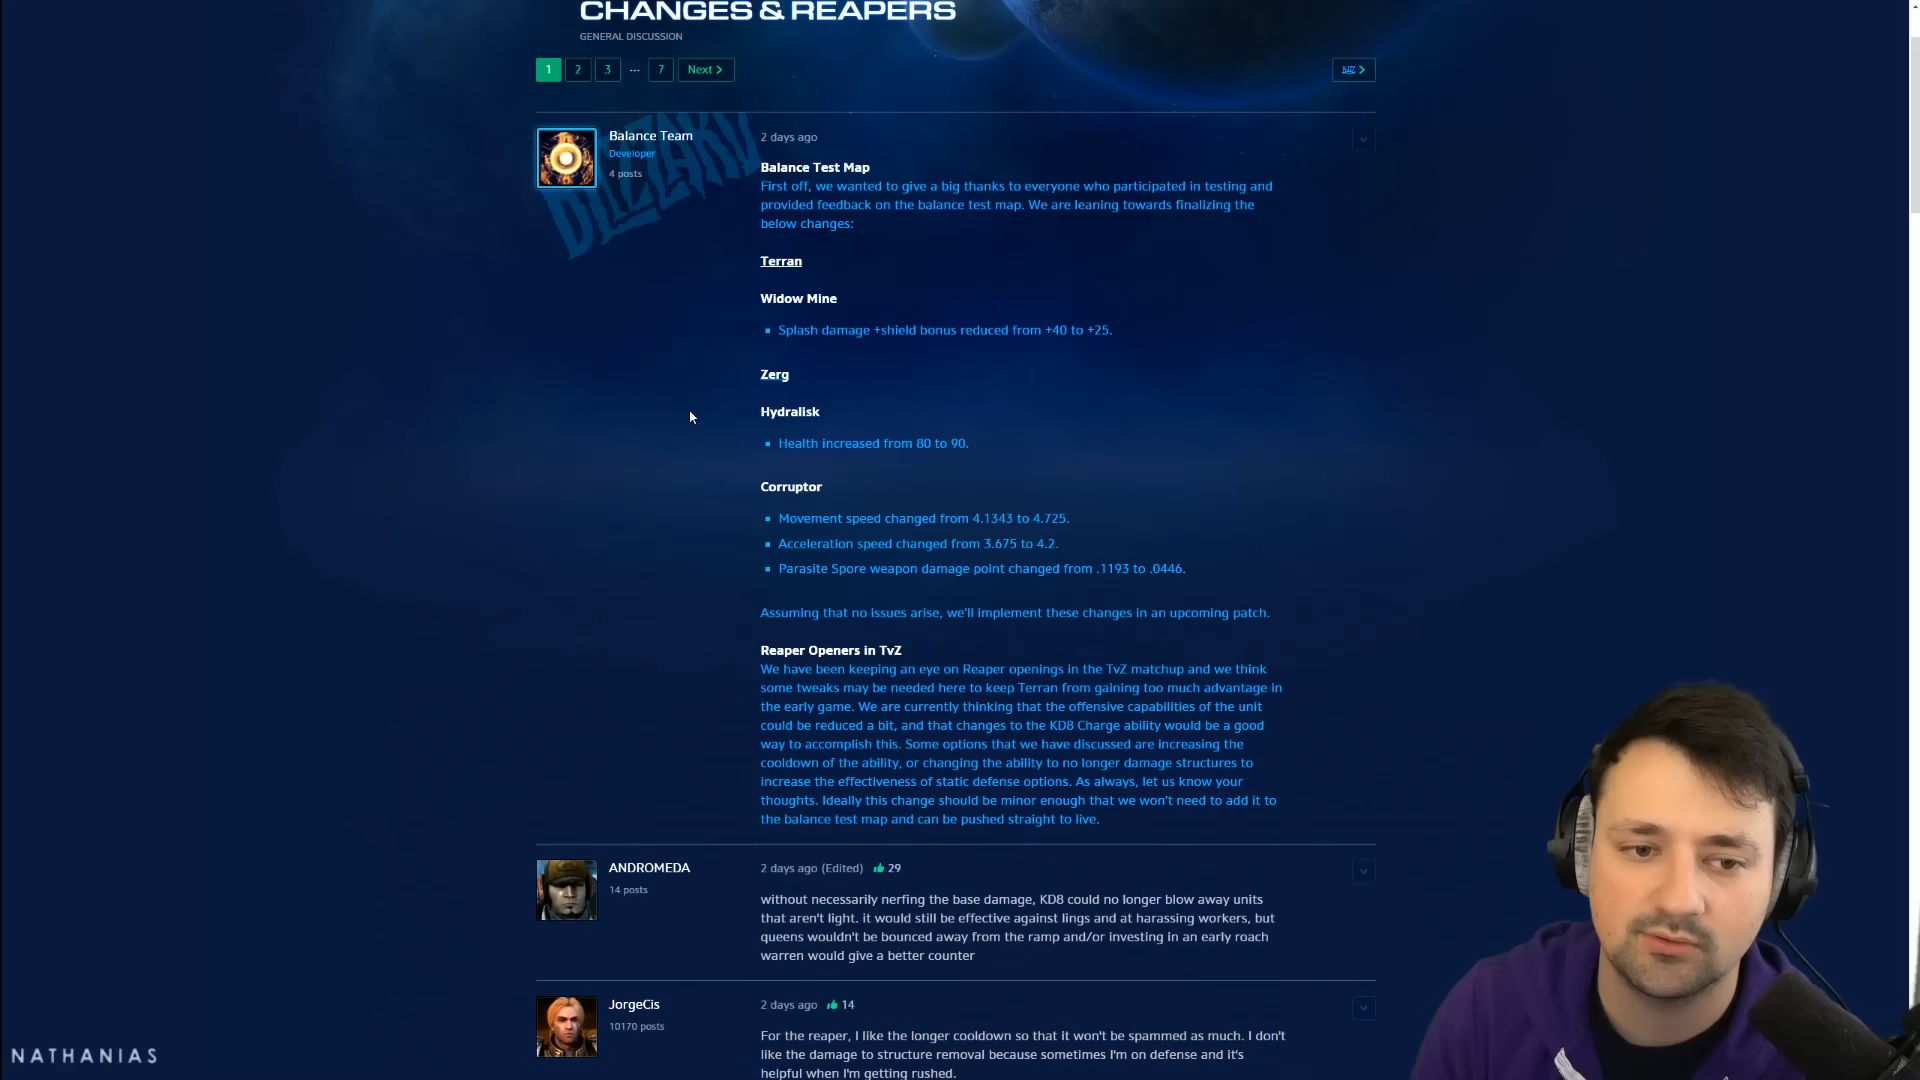 CHANGES & REAPERS
GENERAL DISCUSSION
1 2 3 ... 7 Next >
BLIZZARD
Balance Team
Developer
4 posts
2 days ago
Balance Test Map
First off, we wanted to give a big thanks to everyone who participated in testing and
provided feedback on the balance test map. We are leaning towards finalizing the
below changes:
Terran
Widow Mine
Splash damage +shield bonus reduced from +40 to +25.
Zerg
Hydralisk
Health increased from 80 to 90.
Corruptor
Movement speed changed from 4.1343 to 4.725.
Acceleration speed changed from 3.675 to 4.2.
Parasite Spore weapon damage point changed from .1193 to .0446.
Assuming that no issues arise, we'll implement these changes in an upcoming patch.
Reaper Openers in TvZ
We have been keeping an eye on Reaper openings in the TvZ matchup and we think
some tweaks may be needed here to keep Terran from gaining too much advantage in
the early game. We are currently thinking that the offensive capabilities of the unit
could be reduced a bit, and that changes to the KD8 Charge ability would be a good
way to accomplish this. Some options that we have discussed are increasing the
cooldown of the ability, or changing the ability to no longer damage structures to
increase the effectiveness of static defense options. As always, let us know your
thoughts. Ideally this change should be minor enough that we won't need to add it to
the balance test map and can be pushed straight to live.
ANDROMEDA
14 posts
2 days ago (Edited) 29
without necessarily nerfing the base damage, KD8 could no longer blow away units
that aren't light. it would still be effective against lings and at harassing workers, but
queens wouldn't be bounced away from the ramp and/or investing in an early roach
warren would give a better counter
JorgeCis
10170 posts
2 days ago 14
For the reaper, I like the longer cooldown so that it won't be spammed as much. I don't
like the damage to structure removal because sometimes I'm on defense and it's
helpful when I'm getting rushed.
NATHANIAS